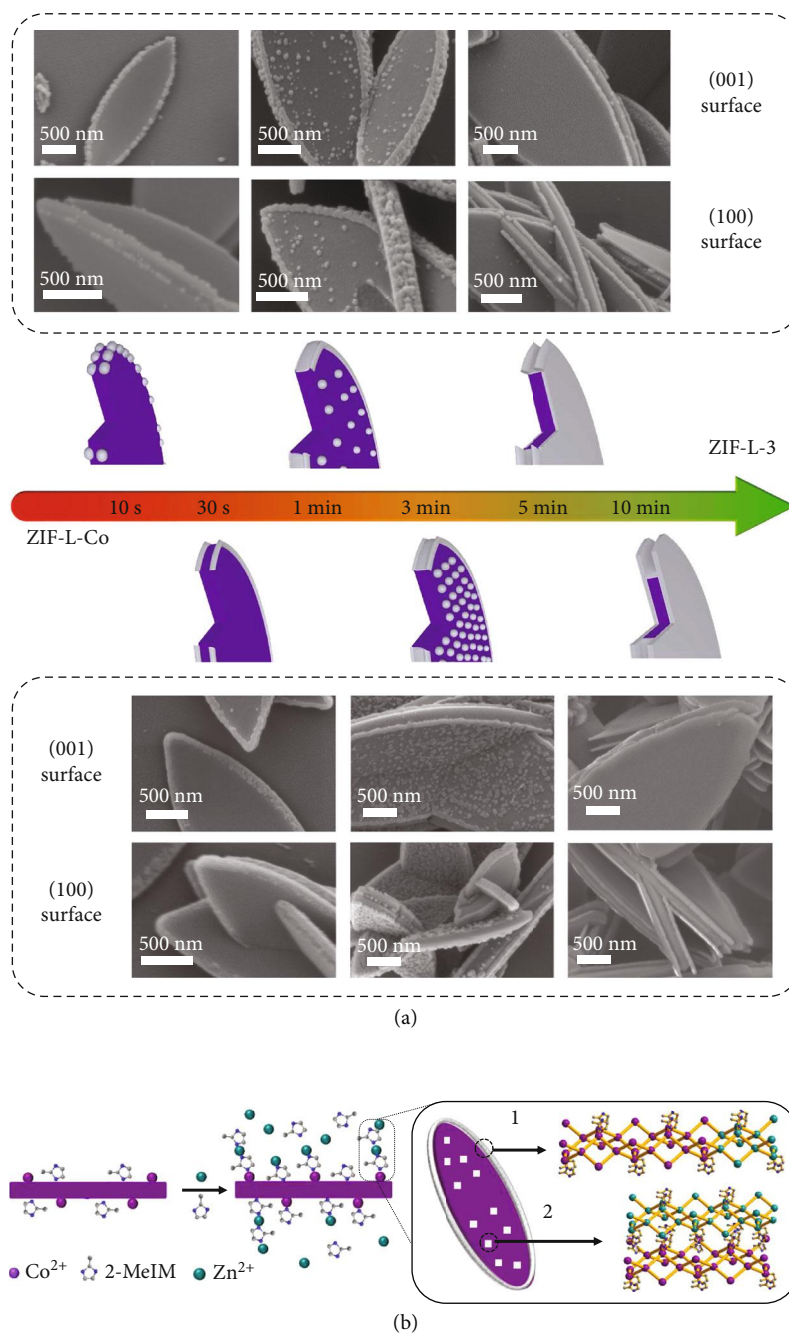 500 nm
500 nm
500 nm
(001)
surface
500 nm
500 nm
500 nm
(100)
surface
ZIF-L-3
10 s
30 s
1 min
3 min
5 min
10 min
ZIF-L-Co
(001)
surface
500 nm
500 nm
500 nm
(100)
surface
500 nm
500 nm
500 nm
(a)
1
2
Co²⁺
2-MeIM
Zn²⁺
(b)